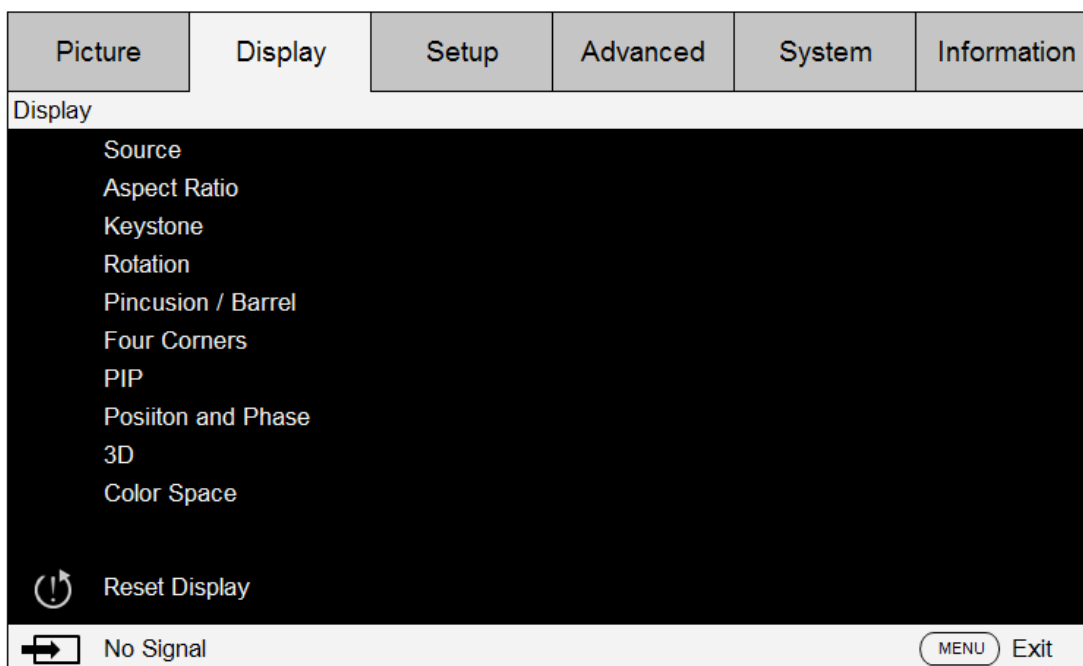 Picture Display Setup Advanced System Information
Display
Source
Aspect Ratio
Keystone
Rotation
Pincusion / Barrel
Four Corners
PIP
Posiiton and Phase
3D
Color Space
Reset Display
No Signal MENU Exit